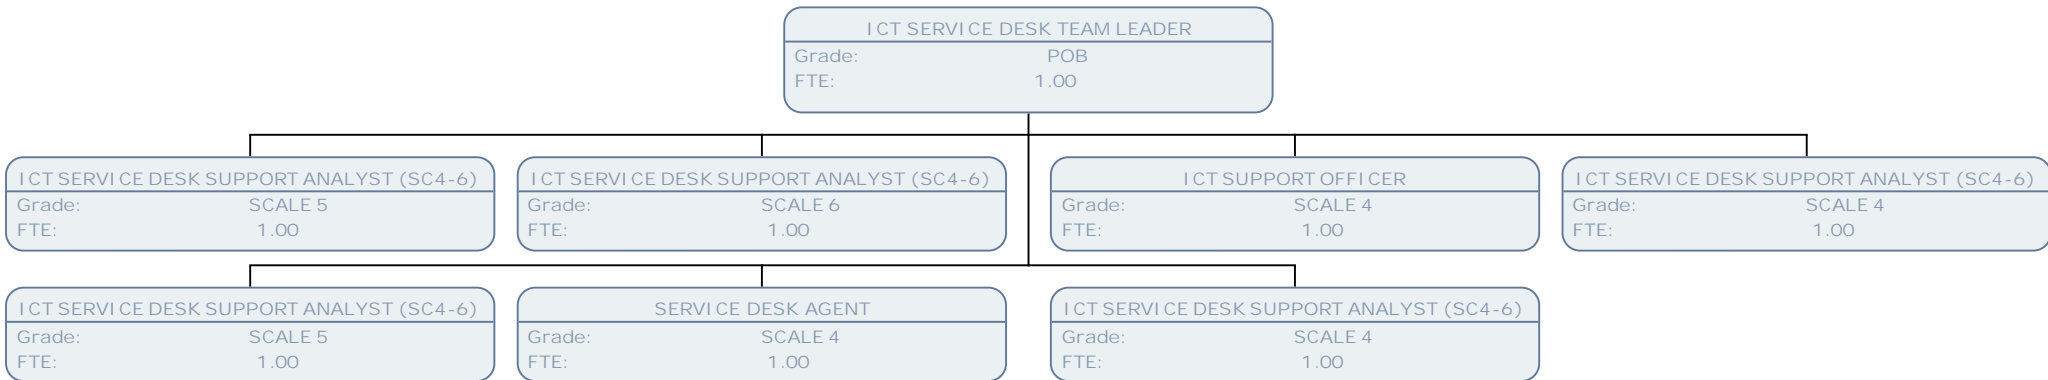 ICT SERVICE DESK TEAM LEADER
Grade: POB
FTE: 1.00
ICT SERVICE DESK SUPPORT ANALYST (SC4-6)
Grade: SCALE 5
FTE: 1.00
ICT SERVICE DESK SUPPORT ANALYST (SC4-6)
Grade: SCALE 6
FTE: 1.00
ICT SUPPORT OFFICER
Grade: SCALE 4
FTE: 1.00
ICT SERVICE DESK SUPPORT ANALYST (SC4-6)
Grade: SCALE 4
FTE: 1.00
ICT SERVICE DESK SUPPORT ANALYST (SC4-6)
Grade: SCALE 5
FTE: 1.00
SERVICE DESK AGENT
Grade: SCALE 4
FTE: 1.00
ICT SERVICE DESK SUPPORT ANALYST (SC4-6)
Grade: SCALE 4
FTE: 1.00